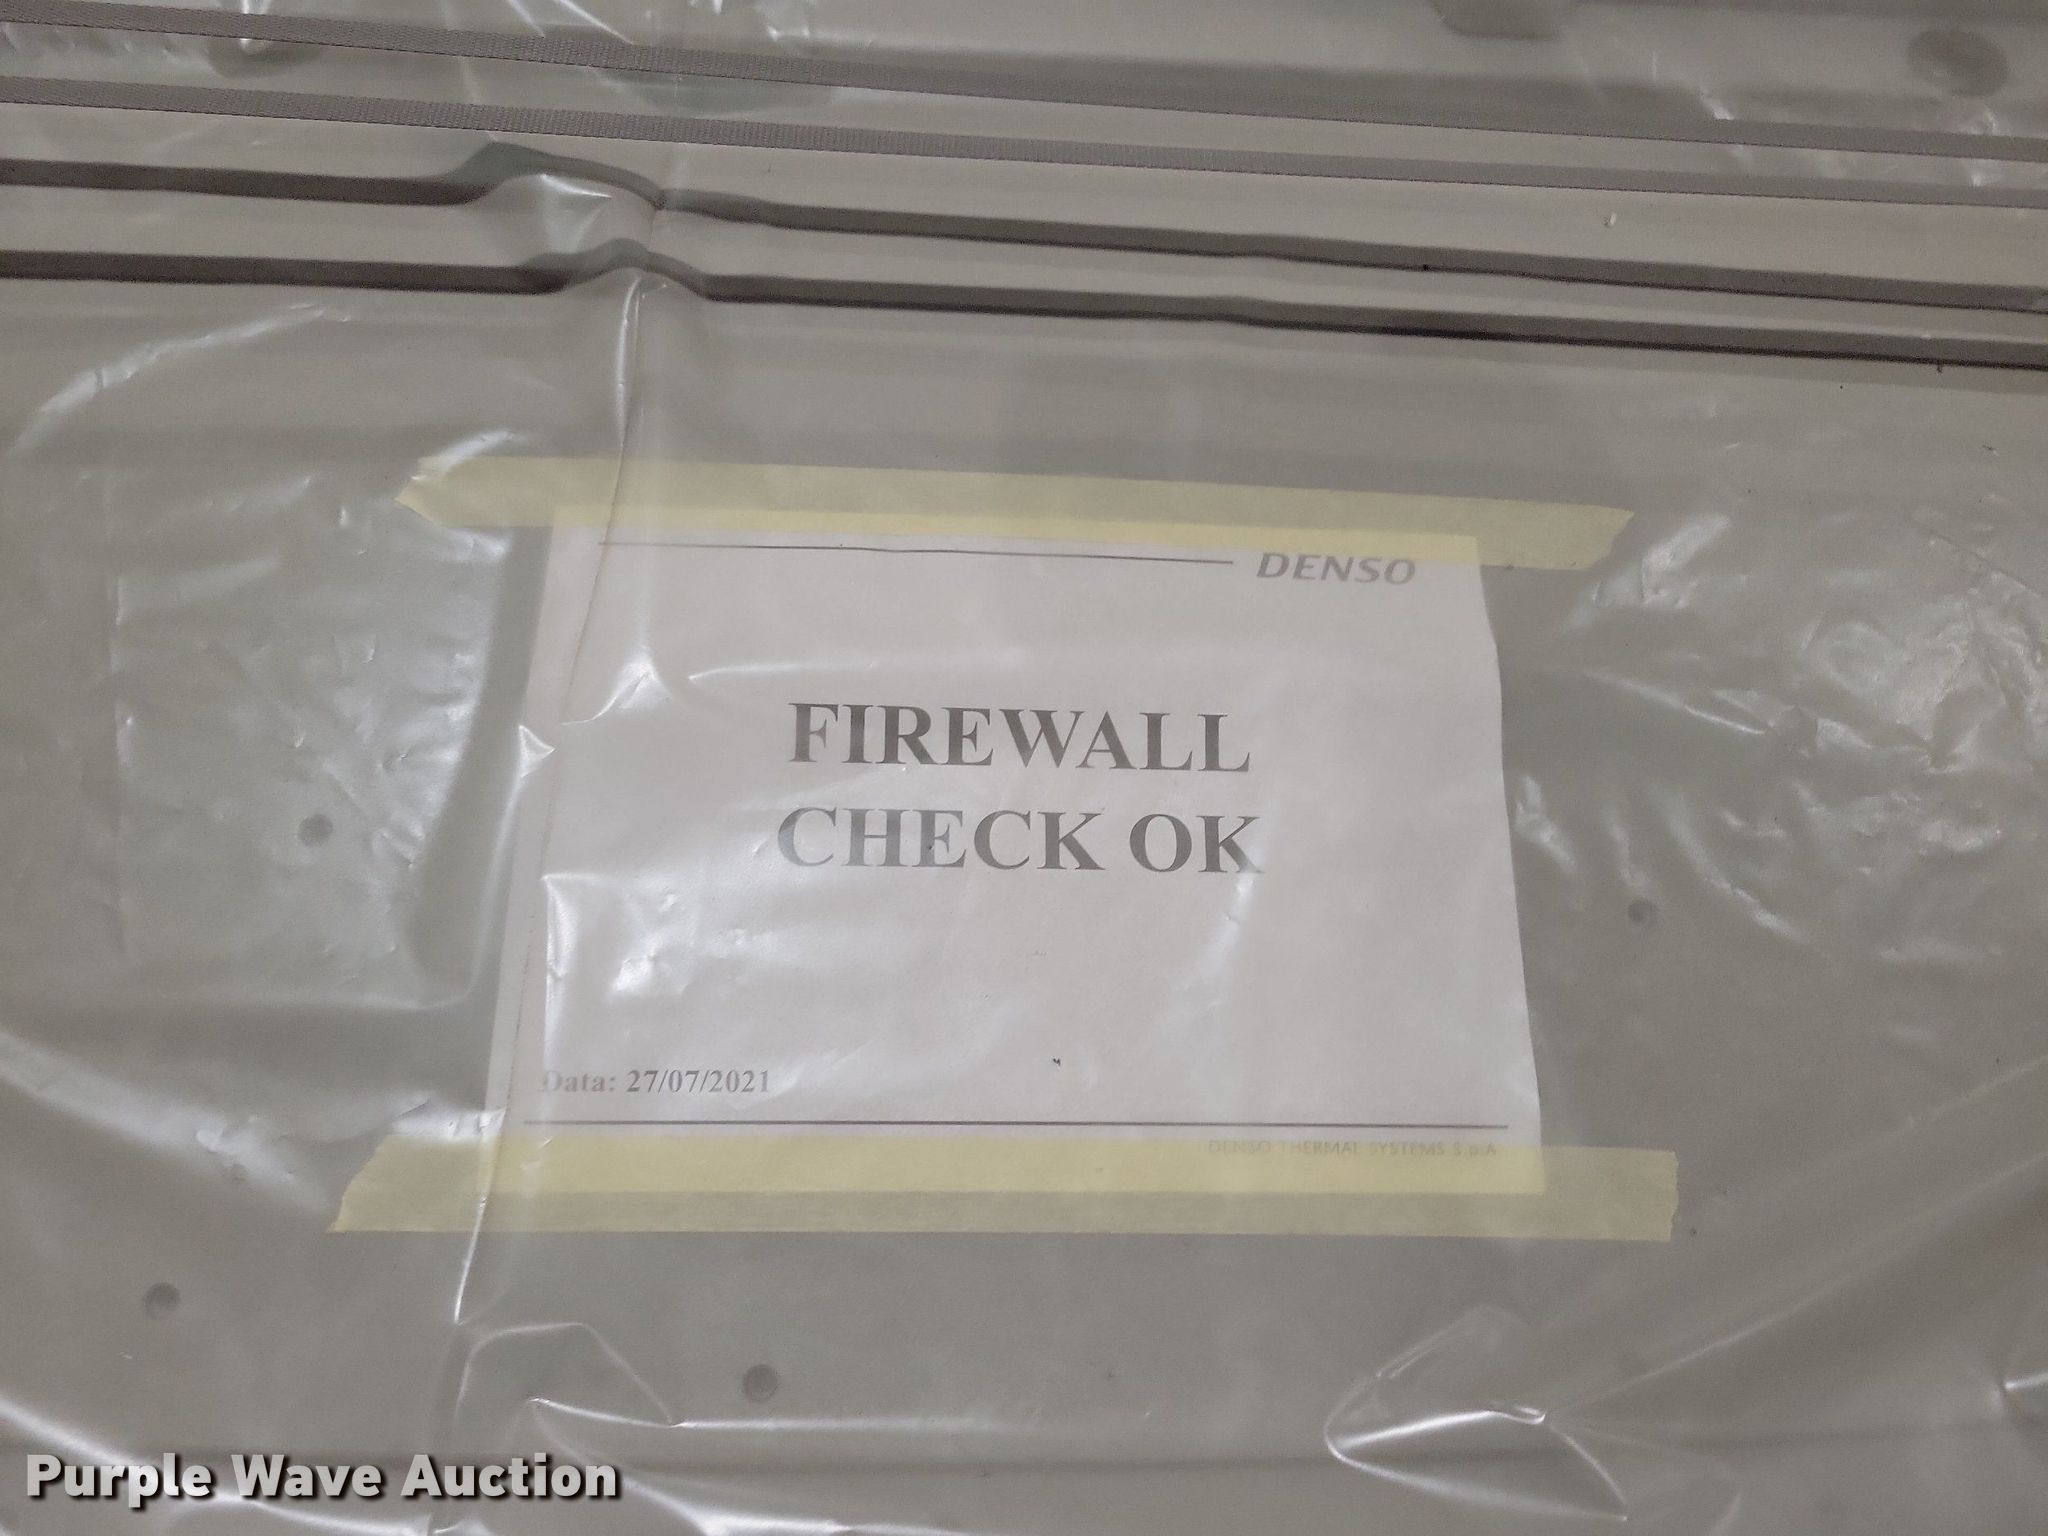 DENSO
FIREWALL
CHECK OK
Data: 27/07/2021
DENSO THERMAL SYSTEMS S.p.A
Purple Wave Auction